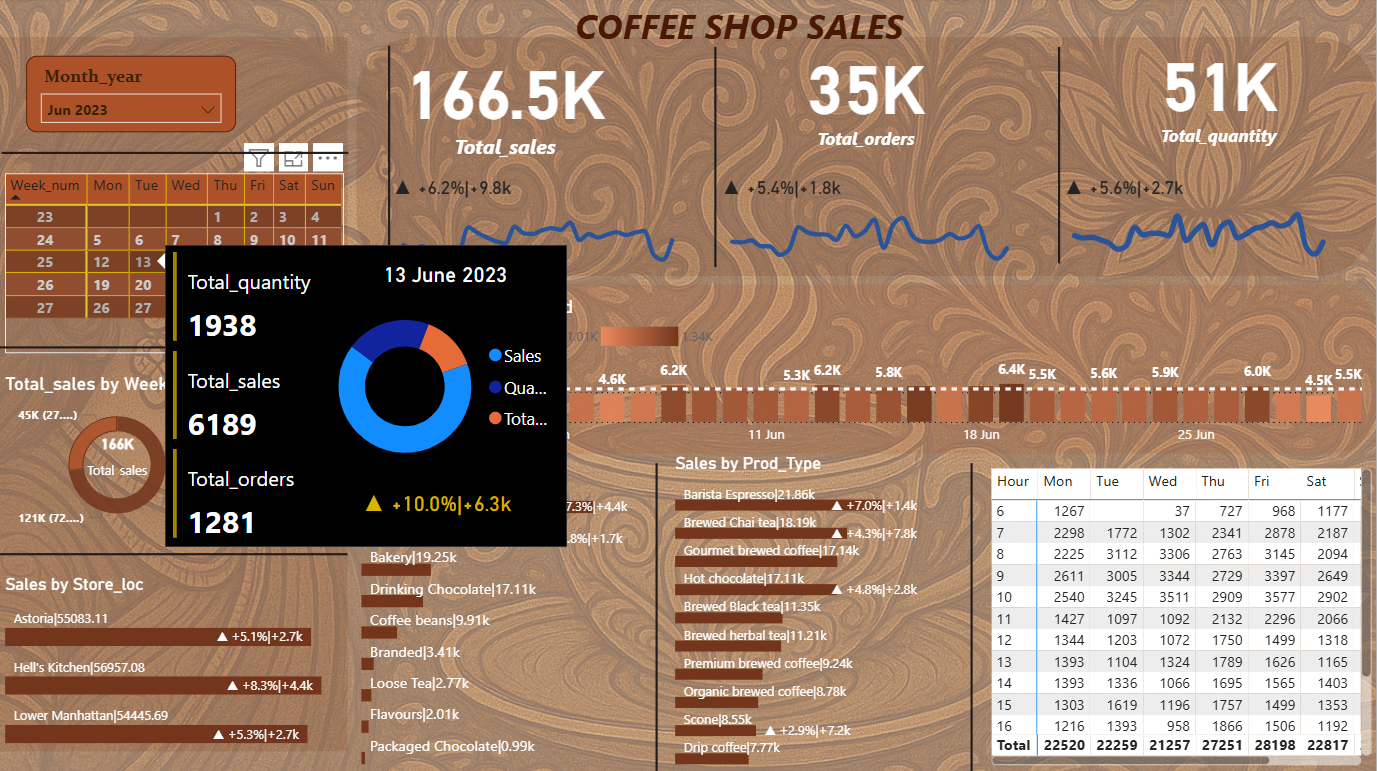 COFFEE SHOP SALES
Month_year
Jun 2023
166.5K
Total_sales
+6.2%|+9.8k
35K
Total_orders
+5.4%|+1.8k
51K
Total_quantity
+5.6%|+2.7k
Week_num Mon Tue Wed Thu Fri Sat Sun
23 1 2 3 4
24 5 6 7 8 9 10 11
25 12 13
26 19 20
27 26 27
13 June 2023
Total_quantity
1938
Total_sales
6189
Total_orders
1281
Sales
Qua...
Tota...
+10.0%|+6.3k
1.01K 1.34K
4.6K 6.2K 5.3K 6.2K 5.8K 6.4K 5.5K 5.6K 5.9K 6.0K 4.5K 5.5K
11 Jun 18 Jun 25 Jun
Total_sales by Week
45K (27....)
166K
Total_sales
121K (72....)
Sales by Store_loc
Astoria|55083.11
+5.1%|+2.7k
Hell's Kitchen|56957.08
+8.3%|+4.4k
Lower Manhattan|54445.69
+5.3%|+2.7k
7.3%|+4.4k
.8%|+1.7k
Bakery|19.25k
Drinking Chocolate|17.11k
Coffee beans|9.91k
Branded|3.41k
Loose Tea|2.77k
Flavours|2.01k
Packaged Chocolate|0.99k
Sales by Prod_Type
Barista Espresso|21.86k
+7.0%|+1.4k
Brewed Chai tea|18.19k
+4.3%|+7.8k
Gourmet brewed coffee|17.14k
Hot chocolate|17.11k
+4.8%|+2.8k
Brewed Black tea|11.35k
Brewed herbal tea|11.21k
Premium brewed coffee|9.24k
Organic brewed coffee|8.78k
Scone|8.55k
+2.9%|+7.2k
Drip coffee|7.77k
Hour Mon Tue Wed Thu Fri Sat
6 1267 37 727 968 1177
7 2298 1772 1302 2341 2878 2187
8 2225 3112 3306 2763 3145 2094
9 2611 3005 3344 2729 3397 2649
10 2540 3245 3511 2909 3577 2902
11 1427 1097 1092 2132 2296 2066
12 1344 1203 1072 1750 1499 1318
13 1393 1104 1324 1789 1626 1165
14 1393 1336 1066 1695 1565 1403
15 1303 1619 1196 1757 1499 1353
16 1216 1393 958 1866 1506 1192
Total 22520 22259 21257 27251 28198 22817